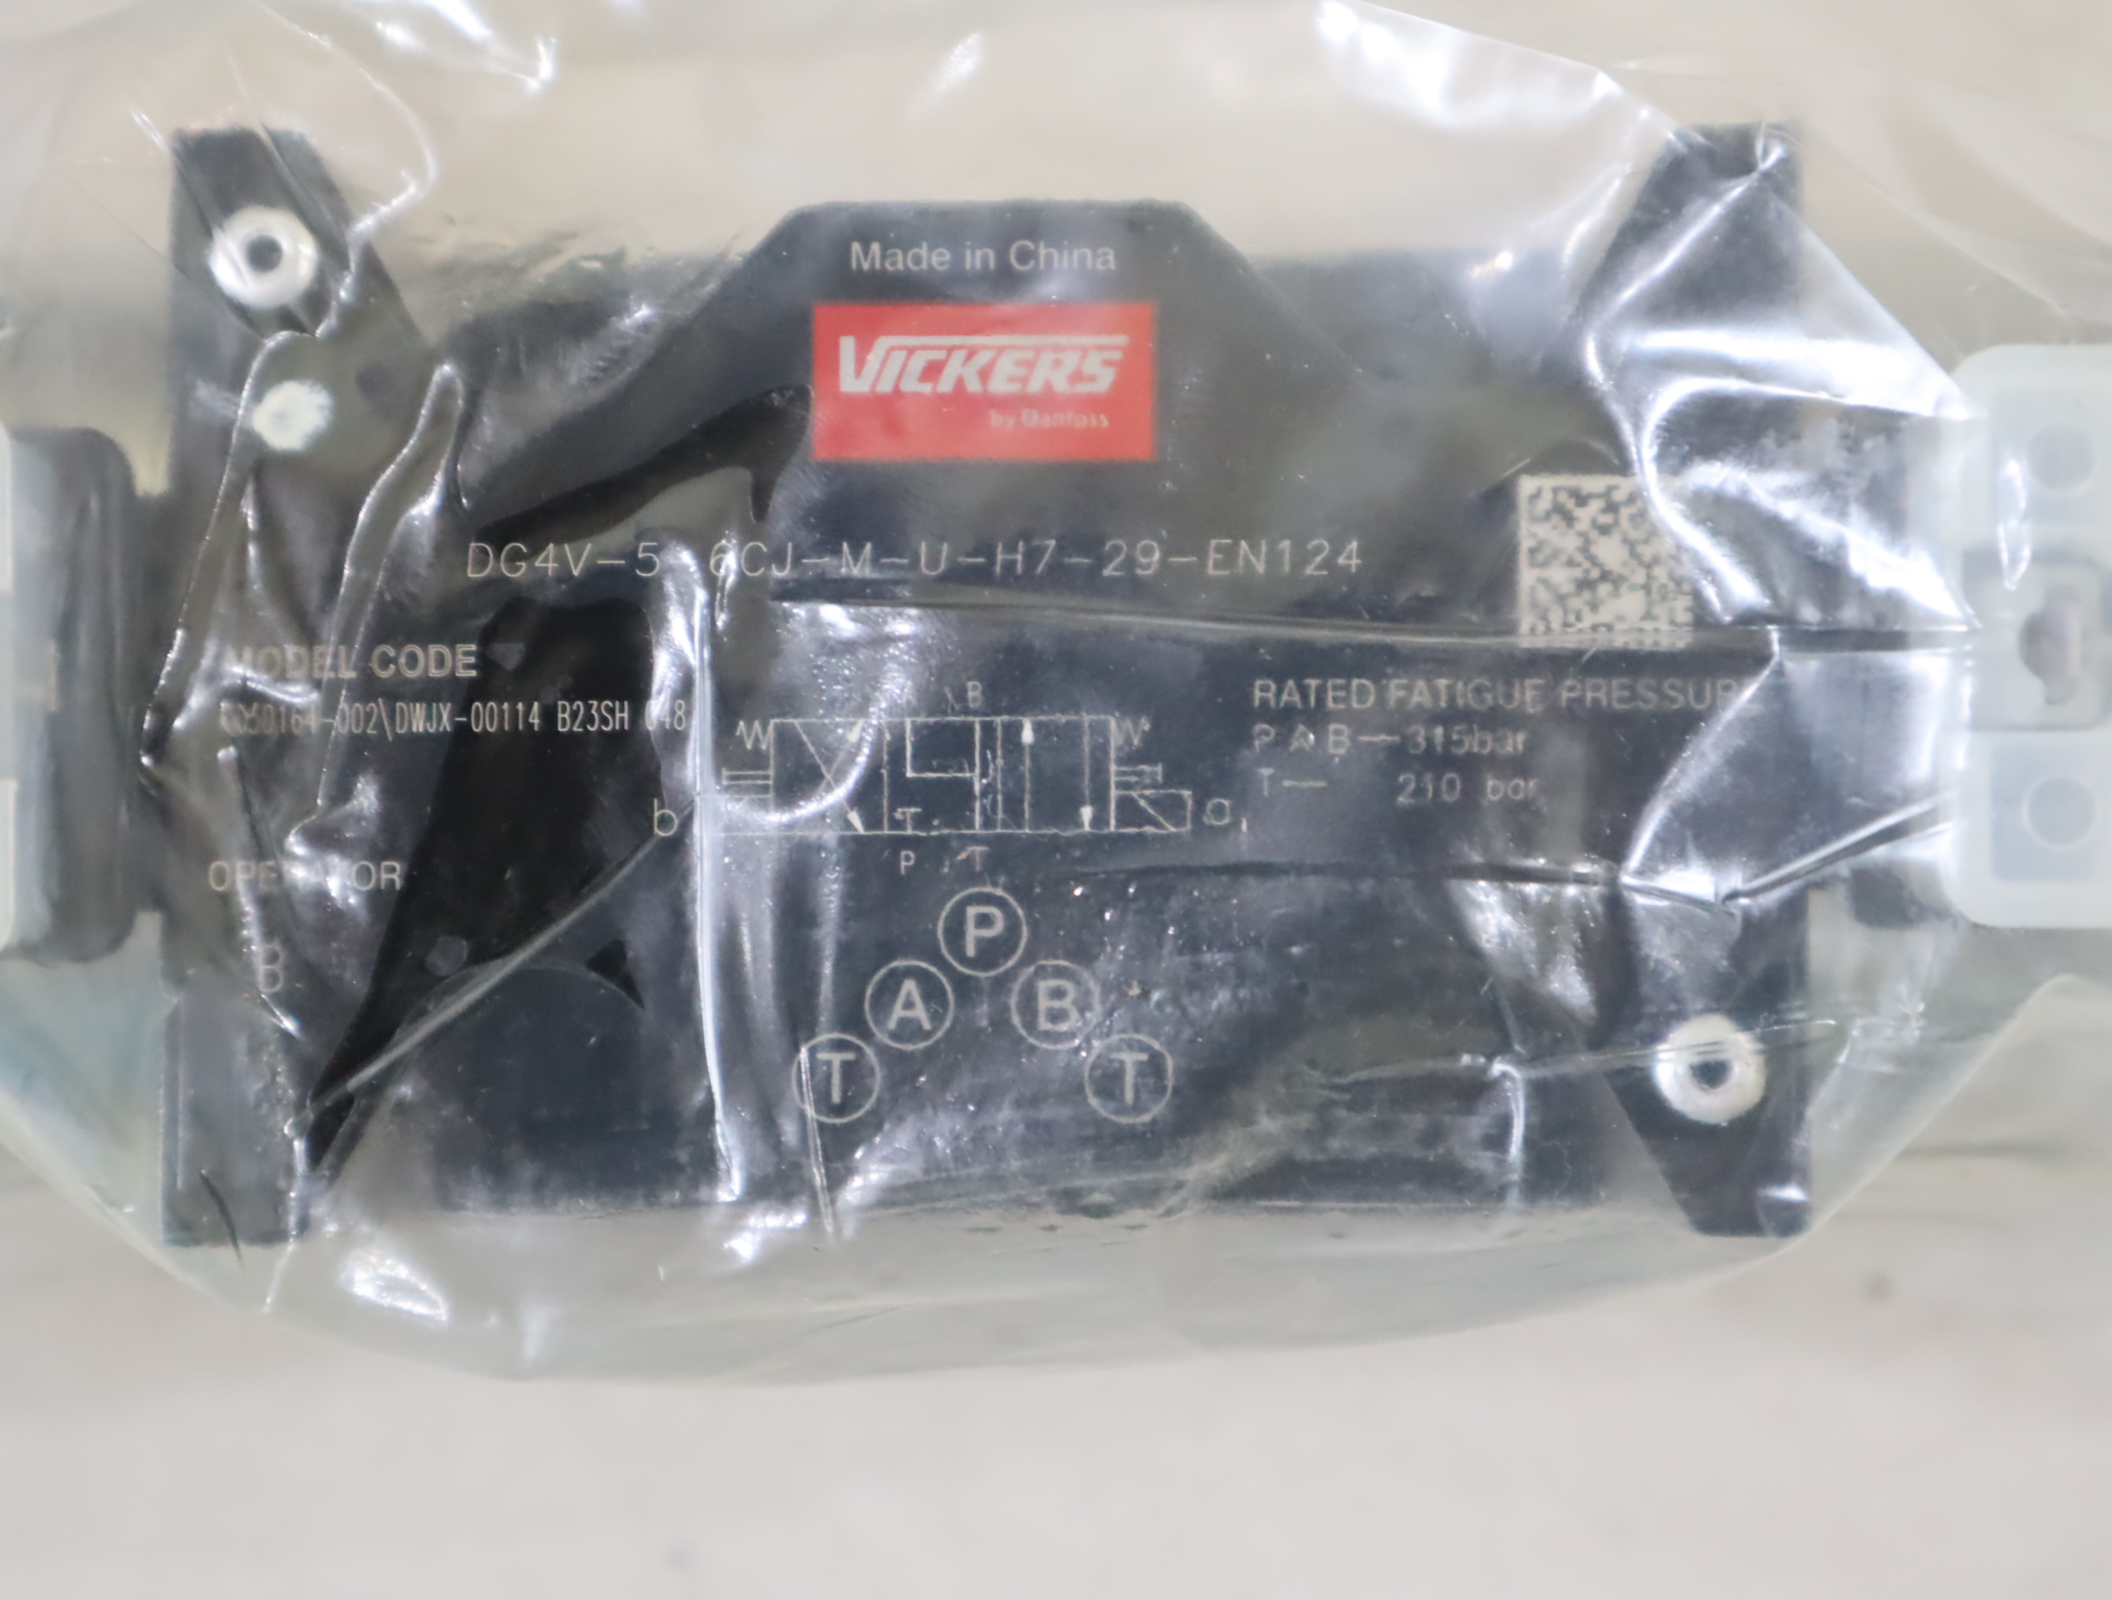 Made in China
VICKERS
by Danfoss
DG4V-5 6CJ-M-U-H7-29-EN124
MODEL CODE
B23SH
B
RATED FATIGUE PRESSURE
P A B — 315bar
T — 210 bar
b
a
P T
OPERATOR
B
P
A B
T T